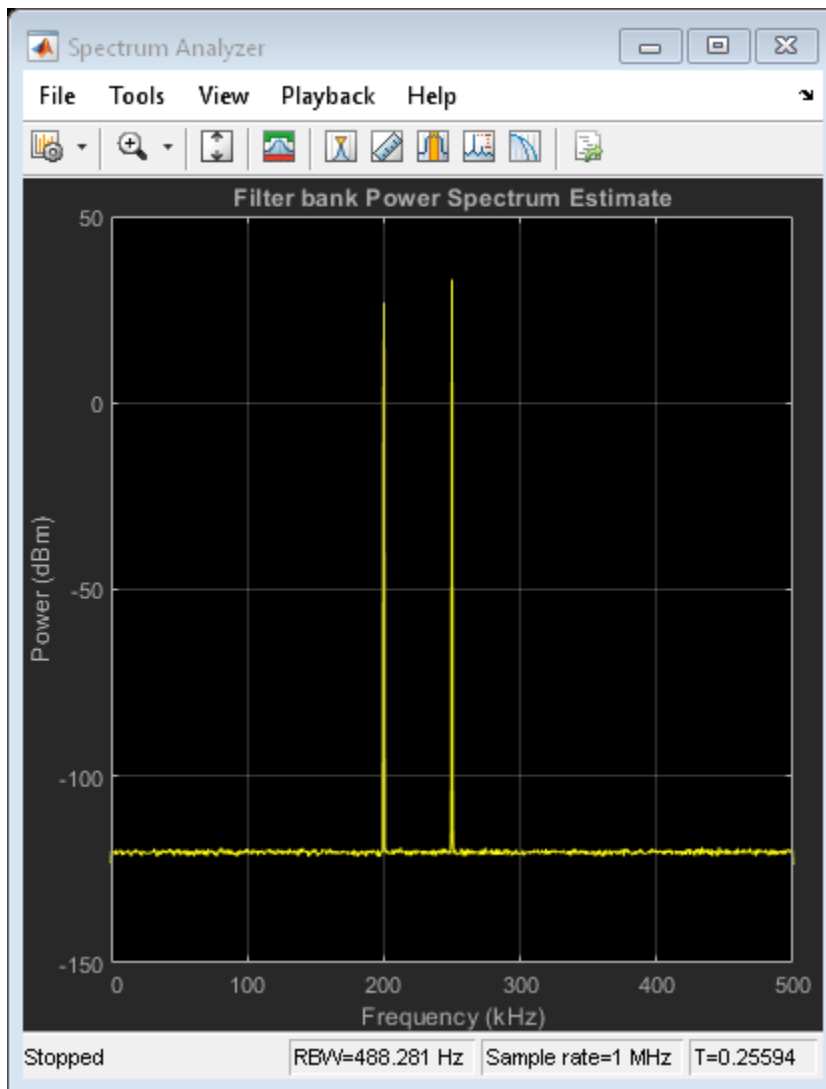 Spectrum Analyzer
File Tools View Playback Help
Filter bank Power Spectrum Estimate
50
0
-50
-100
-150
Power (dBm)
0 100 200 300 400 500
Frequency (kHz)
Stopped RBW=488.281 Hz Sample rate=1 MHz T=0.25594